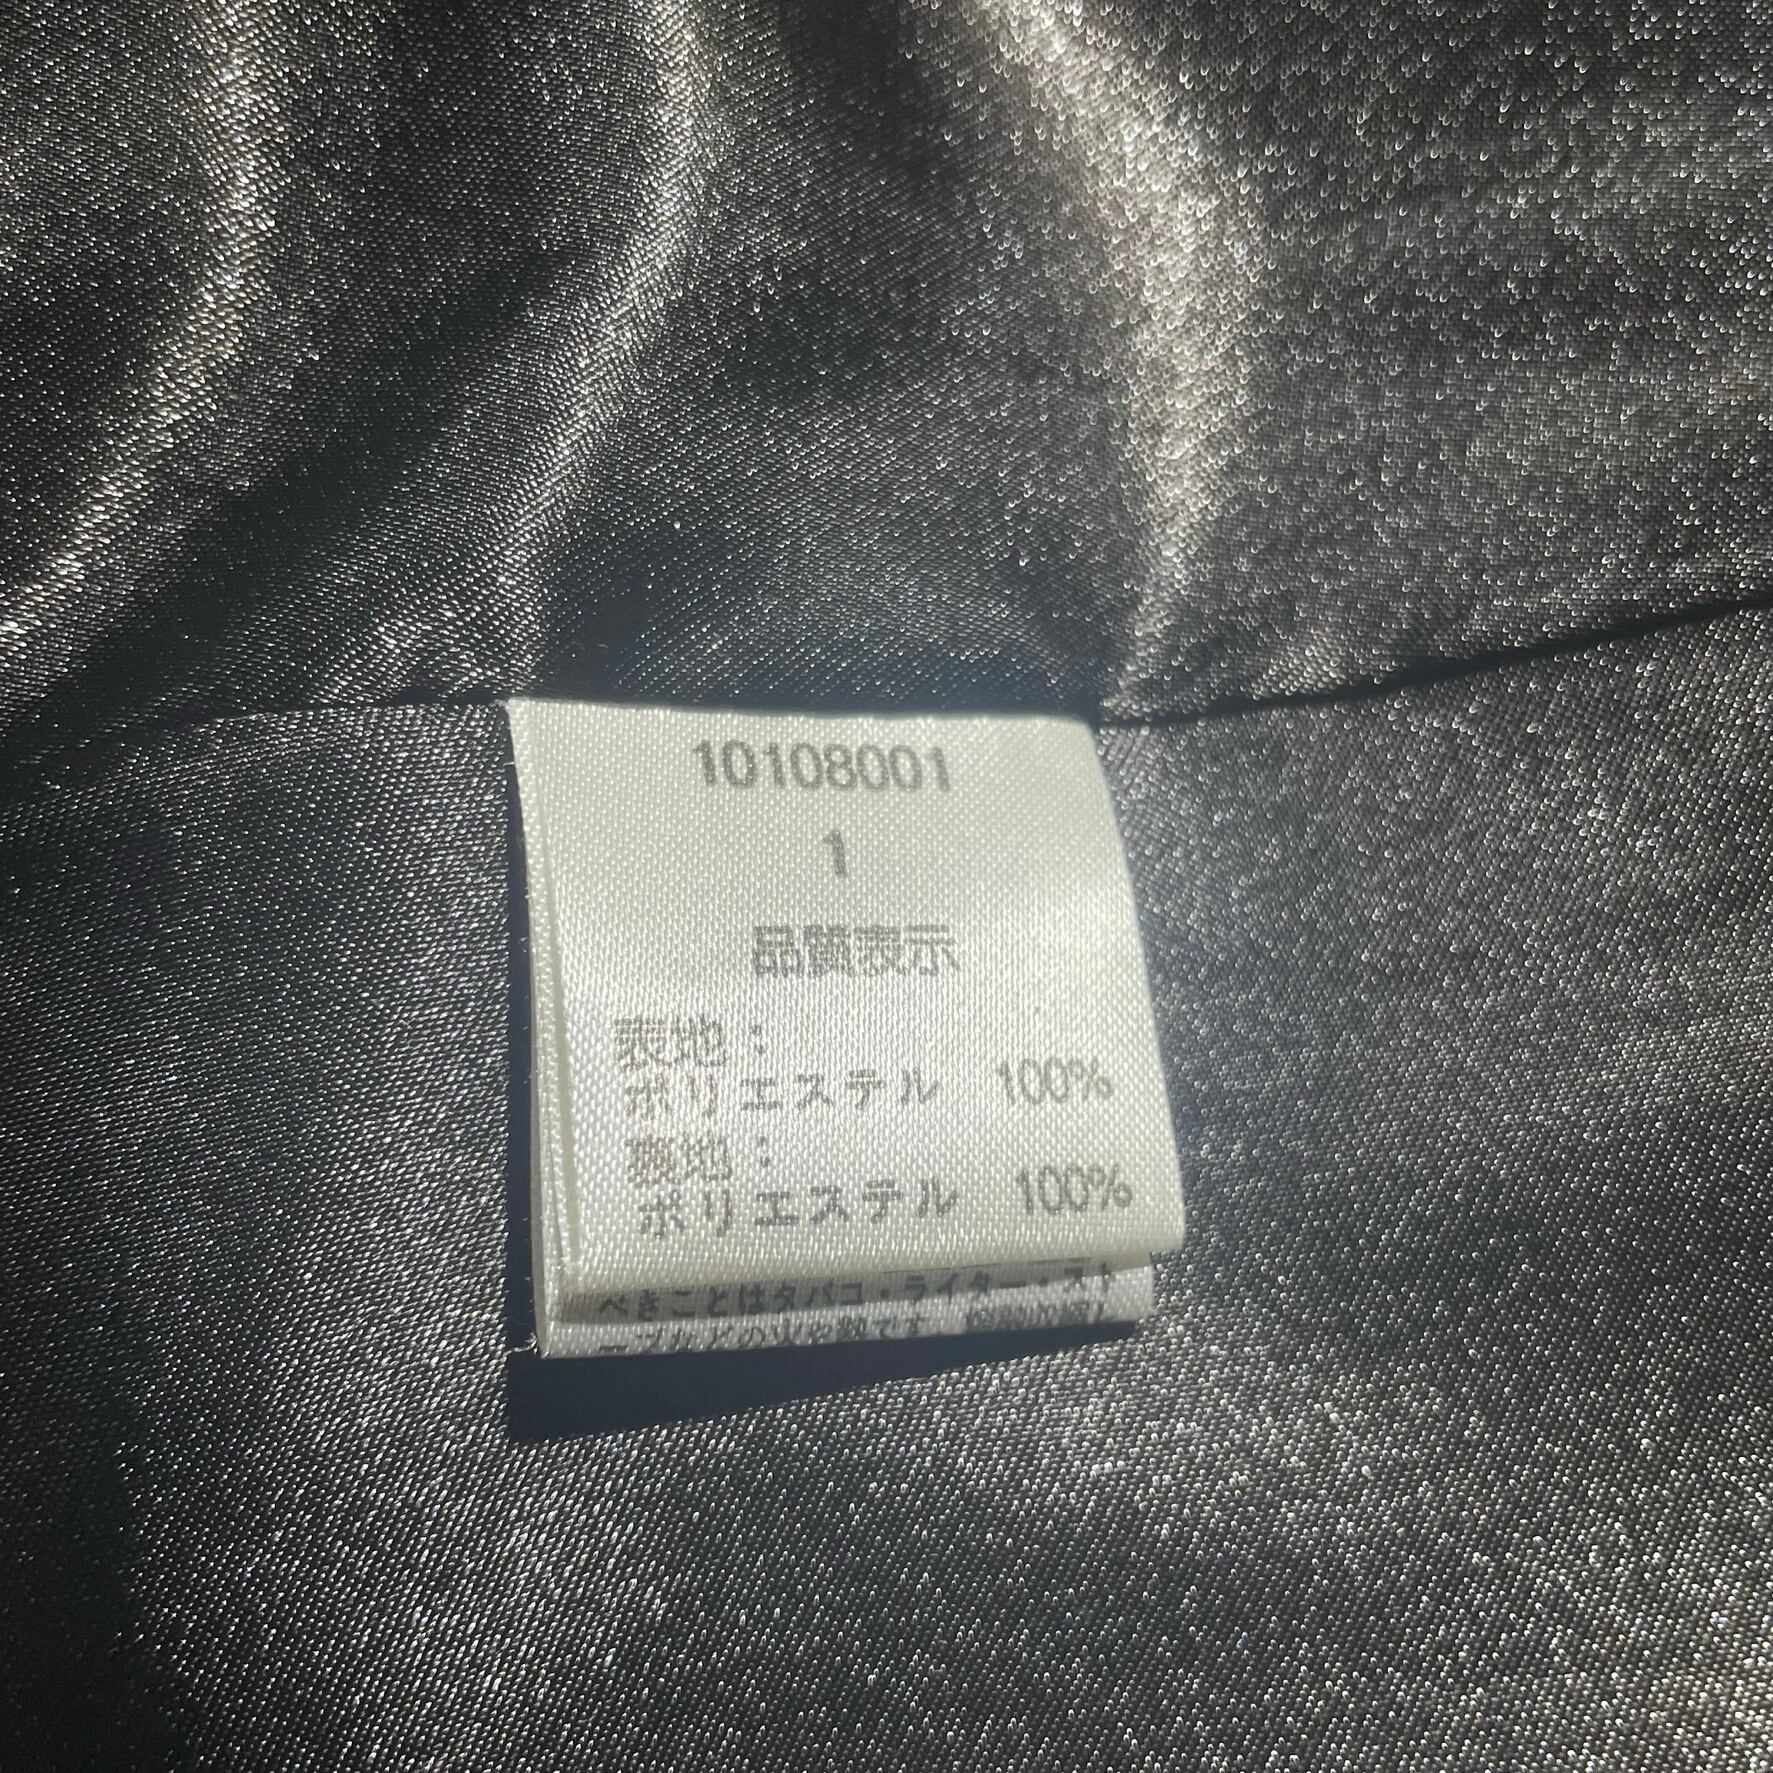 10108001
1
品質表示
表地：
ポリエステル 100%
裏地：
ポリエステル 100%
べきことはタバコ・ライター・スト